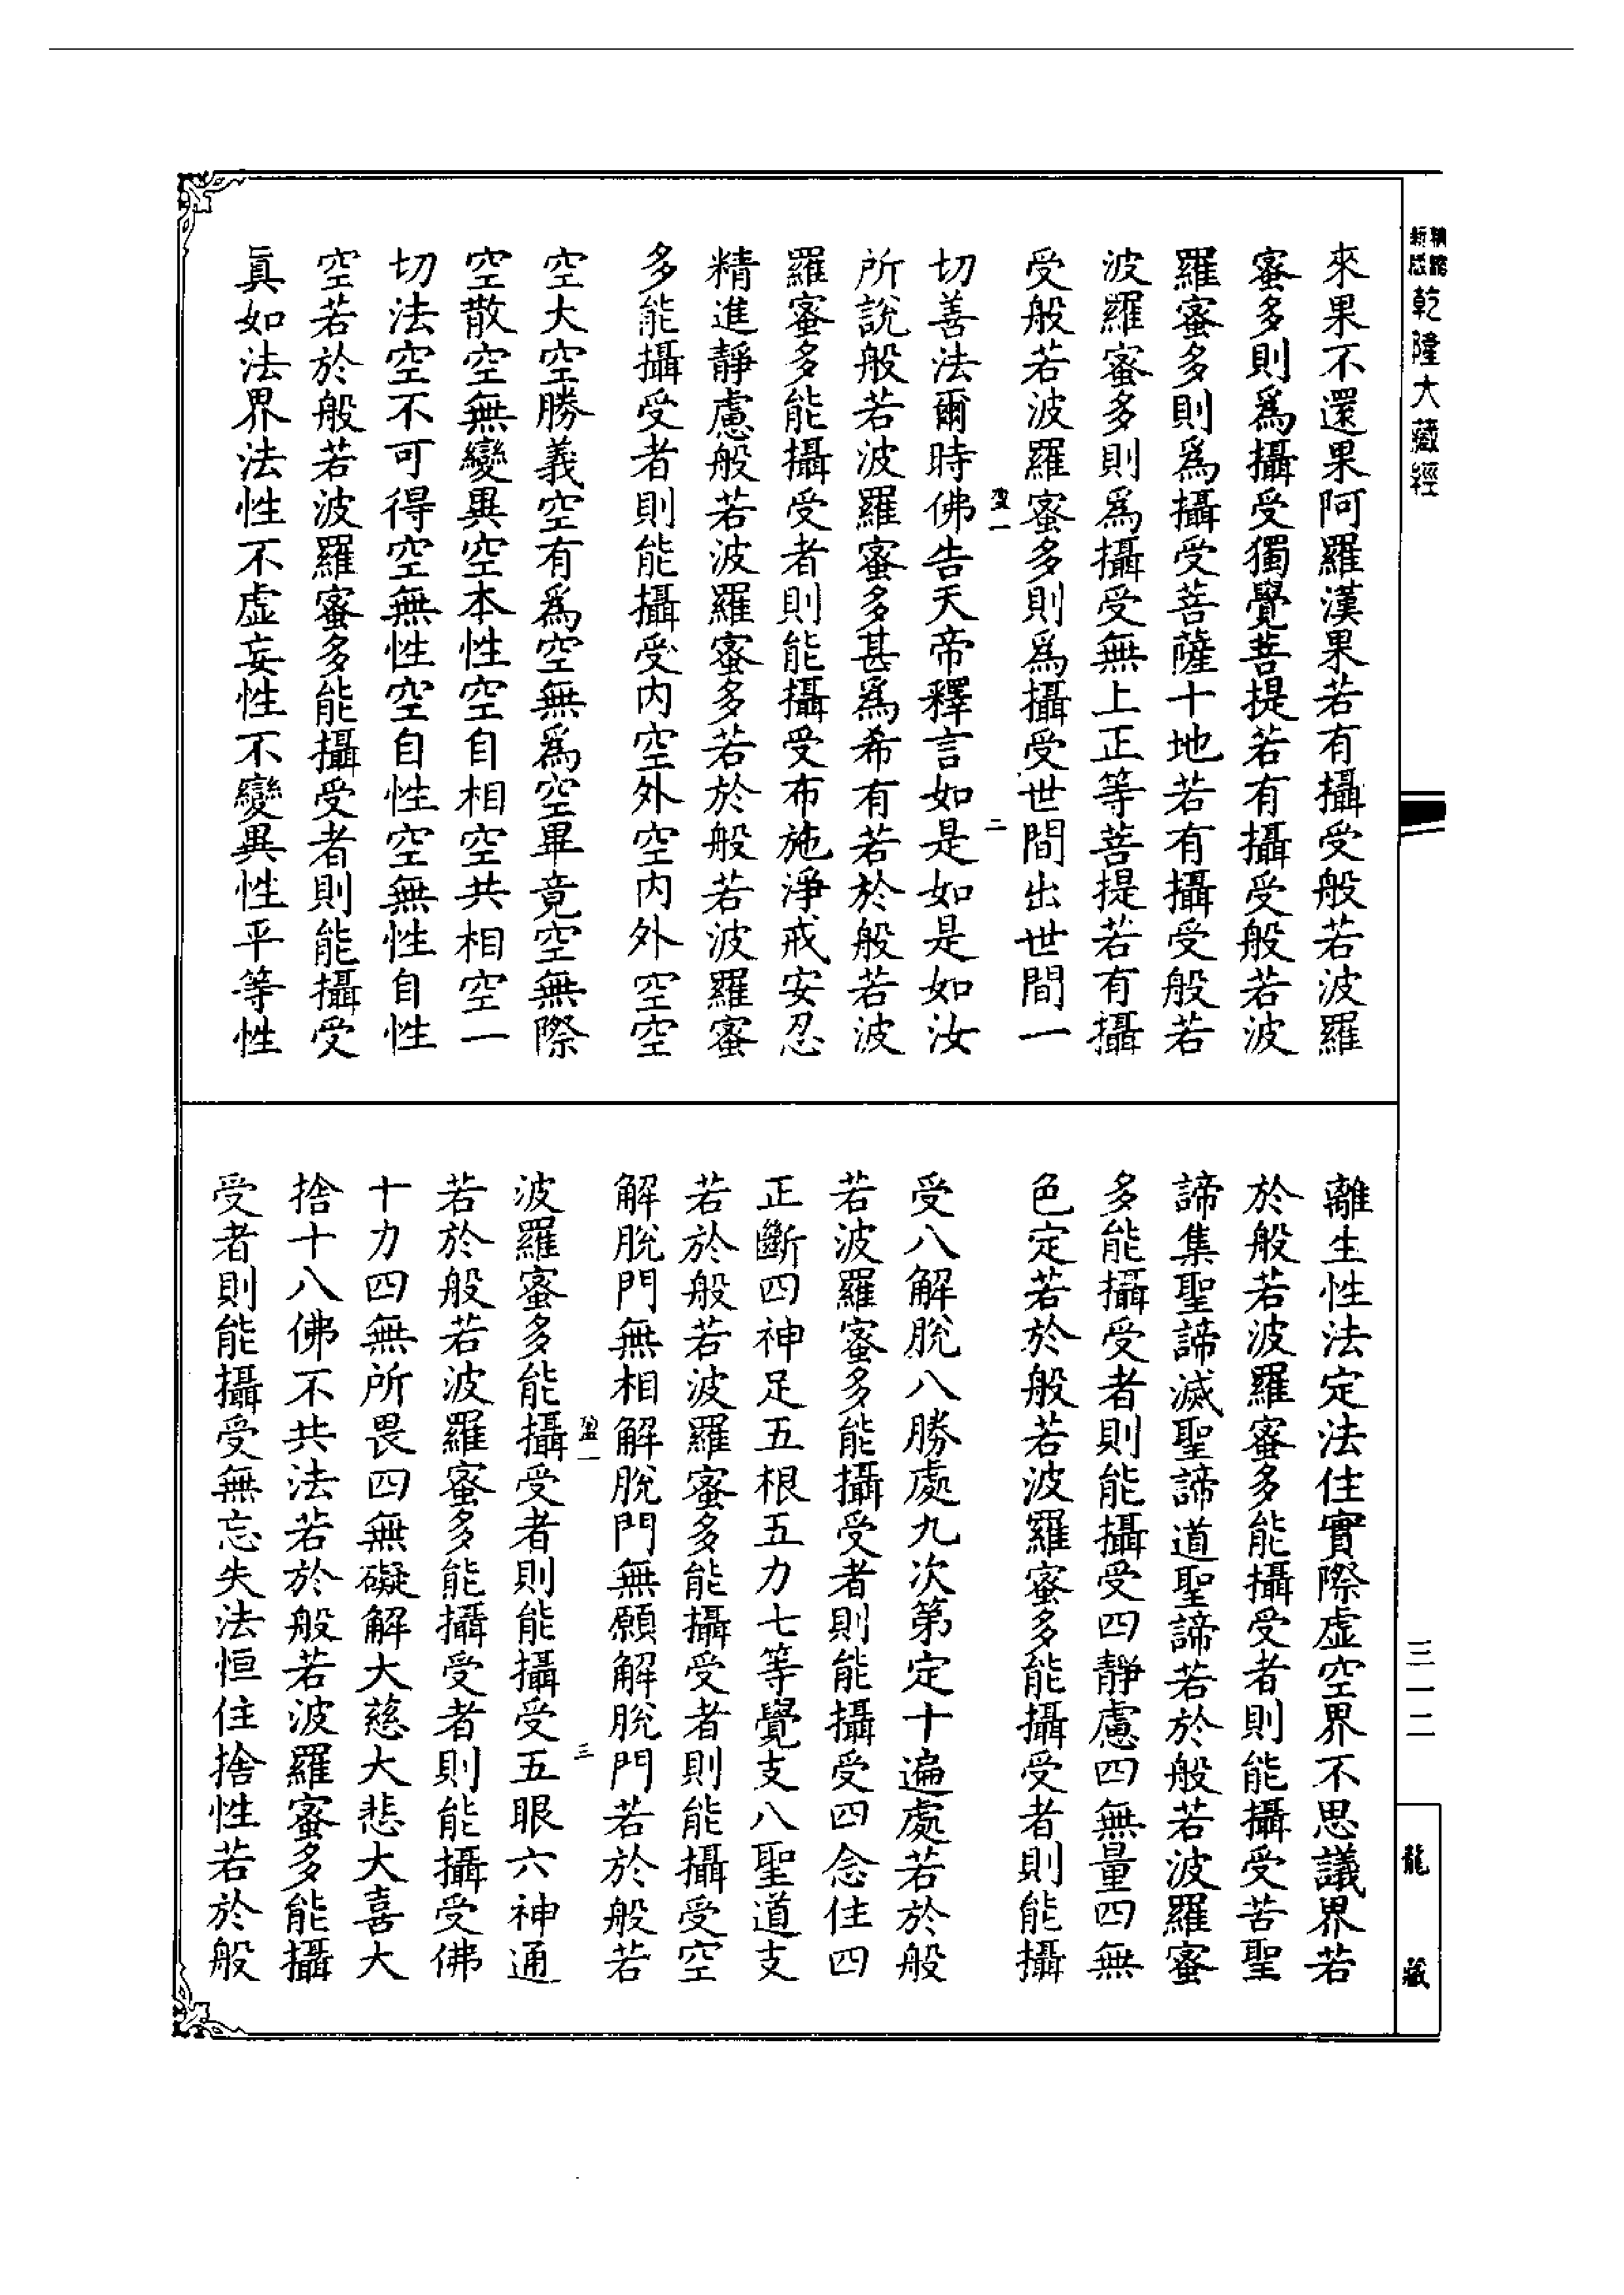 乾隆大藏經
來果不還果阿羅漢果若有攝受般若波羅
蜜多則爲攝受獨覺菩提若有攝受般若波
羅蜜多則爲攝受菩薩十地若有攝受般若
波羅蜜多則爲攝受無上正等菩提若有攝
受般若波羅蜜多則爲攝受世間出世間一
盈一
二
切善法爾時佛告天帝釋言如是如是如汝
所說般若波羅蜜多甚爲希有若於般若波
羅蜜多能攝受者則能攝受布施淨戒安忍
精進靜慮般若波羅蜜多若於般若波羅蜜
多能攝受者則能攝受內空外空內外空空
空大空勝義空有爲空無爲空畢竟空無際
空散空無變異空本性空自相空共相空一
切法空不可得空無性空自性空無性自性
空若於般若波羅蜜多能攝受者則能攝受
真如法界法性不虛妄性不變異性平等性
離生性法定法住實際虛空界不思議界若
於般若波羅蜜多能攝受者則能攝受苦聖
諦集聖諦滅聖諦道聖諦若於般若波羅蜜
多能攝受者則能攝受四靜慮四無量四無
色定若於般若波羅蜜多能攝受者則能攝
受八解脫八勝處九次第定十遍處若於般
若波羅蜜多能攝受者則能攝受四念住四
正斷四神足五根五力七等覺支八聖道支
若於般若波羅蜜多能攝受者則能攝受空
解脫門無相解脫門無願解脫門若於般若
盈一
三
波羅蜜多能攝受者則能攝受五眼六神通
若於般若波羅蜜多能攝受者則能攝受佛
十力四無所畏四無礙解大慈大悲大喜大
捨十八佛不共法若於般若波羅蜜多能攝
受者則能攝受無忘失法恒住捨性若於般
三一二
龍藏